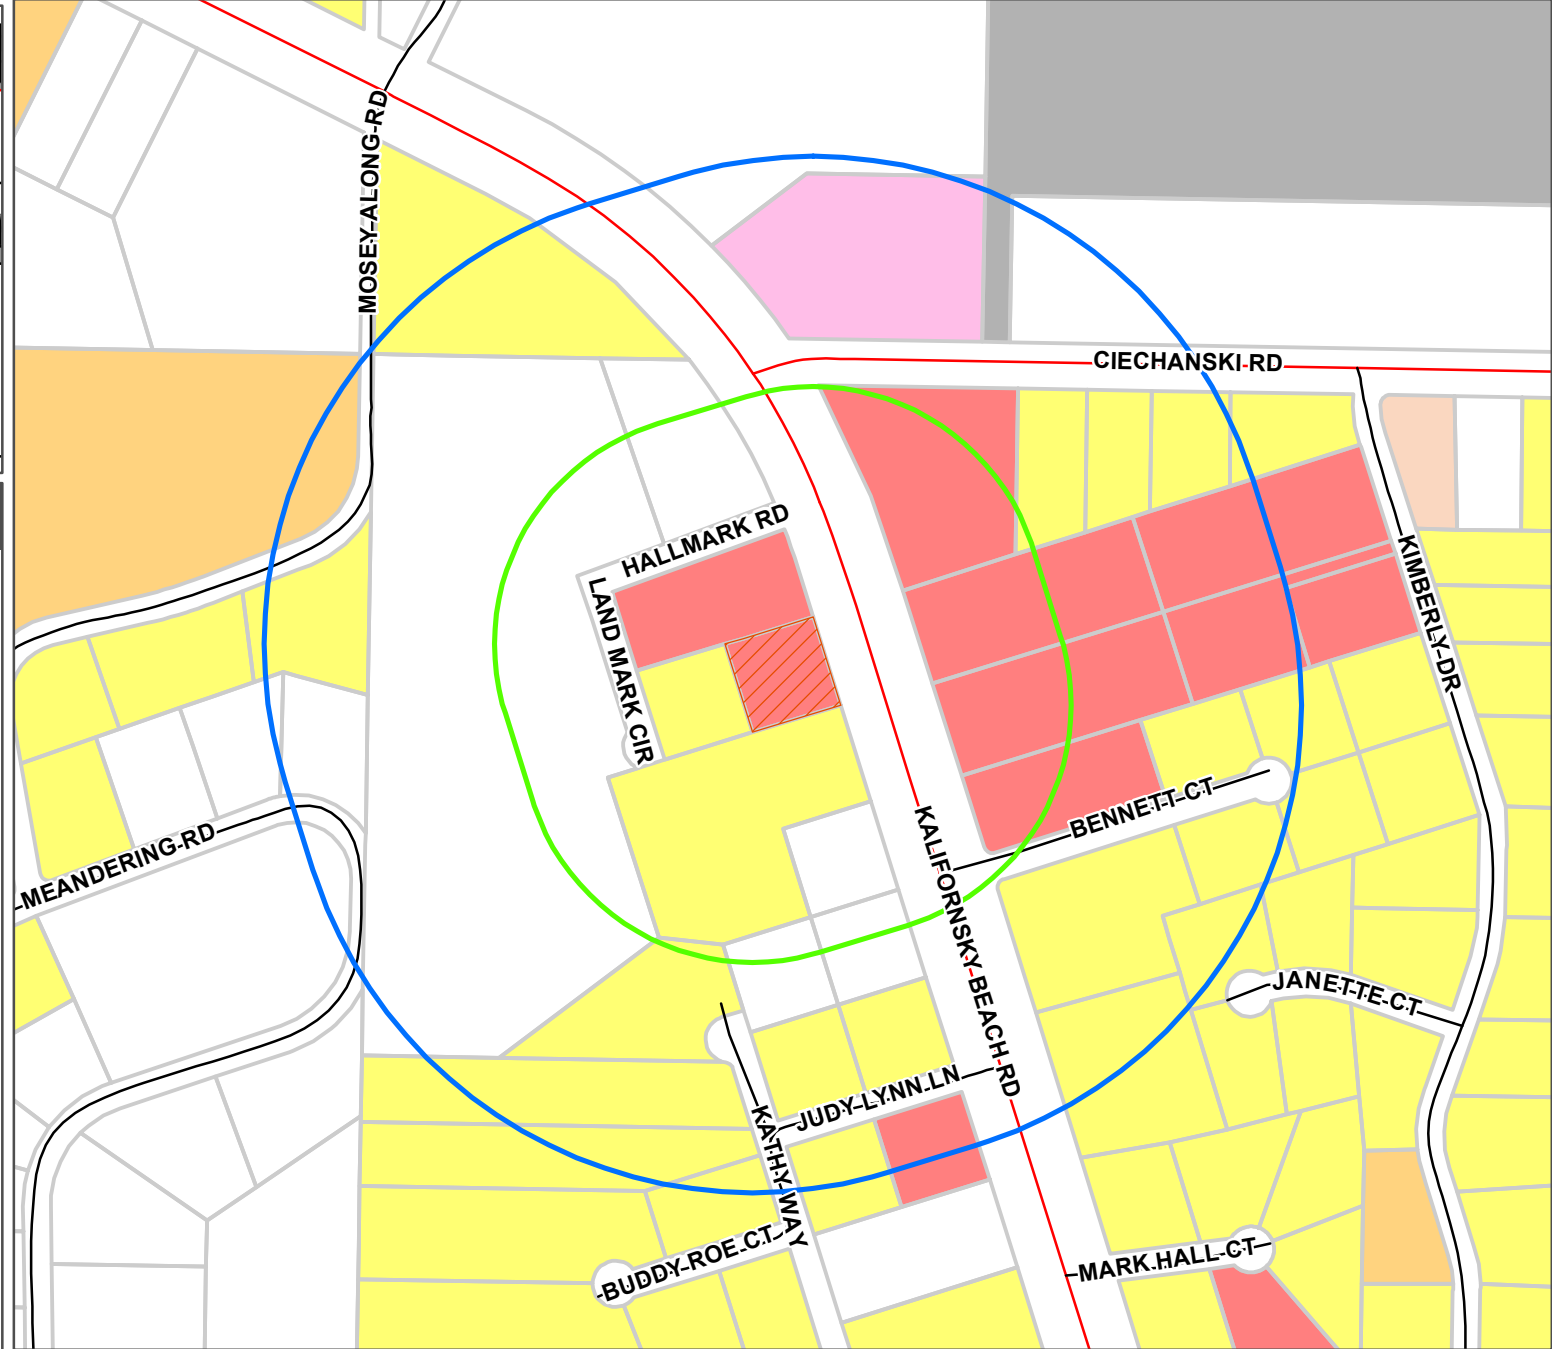 MOSEY-ALONG-RD
CIECHANSKI-RD
HALLMARK RD
KIMBERLY-DR
LAND MARK CIR
BENNETT-CT
KALIFORNSKY-BEACH-RD
MEANDERING-RD
JANETTE-CT
JUDY-LYNN-LN
KATHY-WAY
BUDDY-ROE-CT
MARK HALL-CT